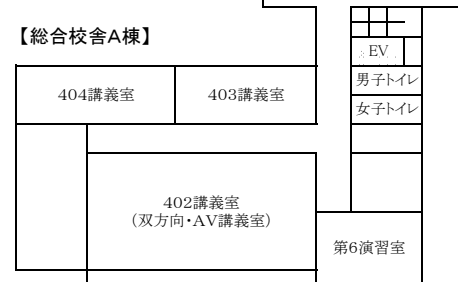 【総合校舎A棟】
EV
男子トイレ
404講義室
403講義室
女子トイレ
402講義室
(双方向・AV講義室)
第6演習室